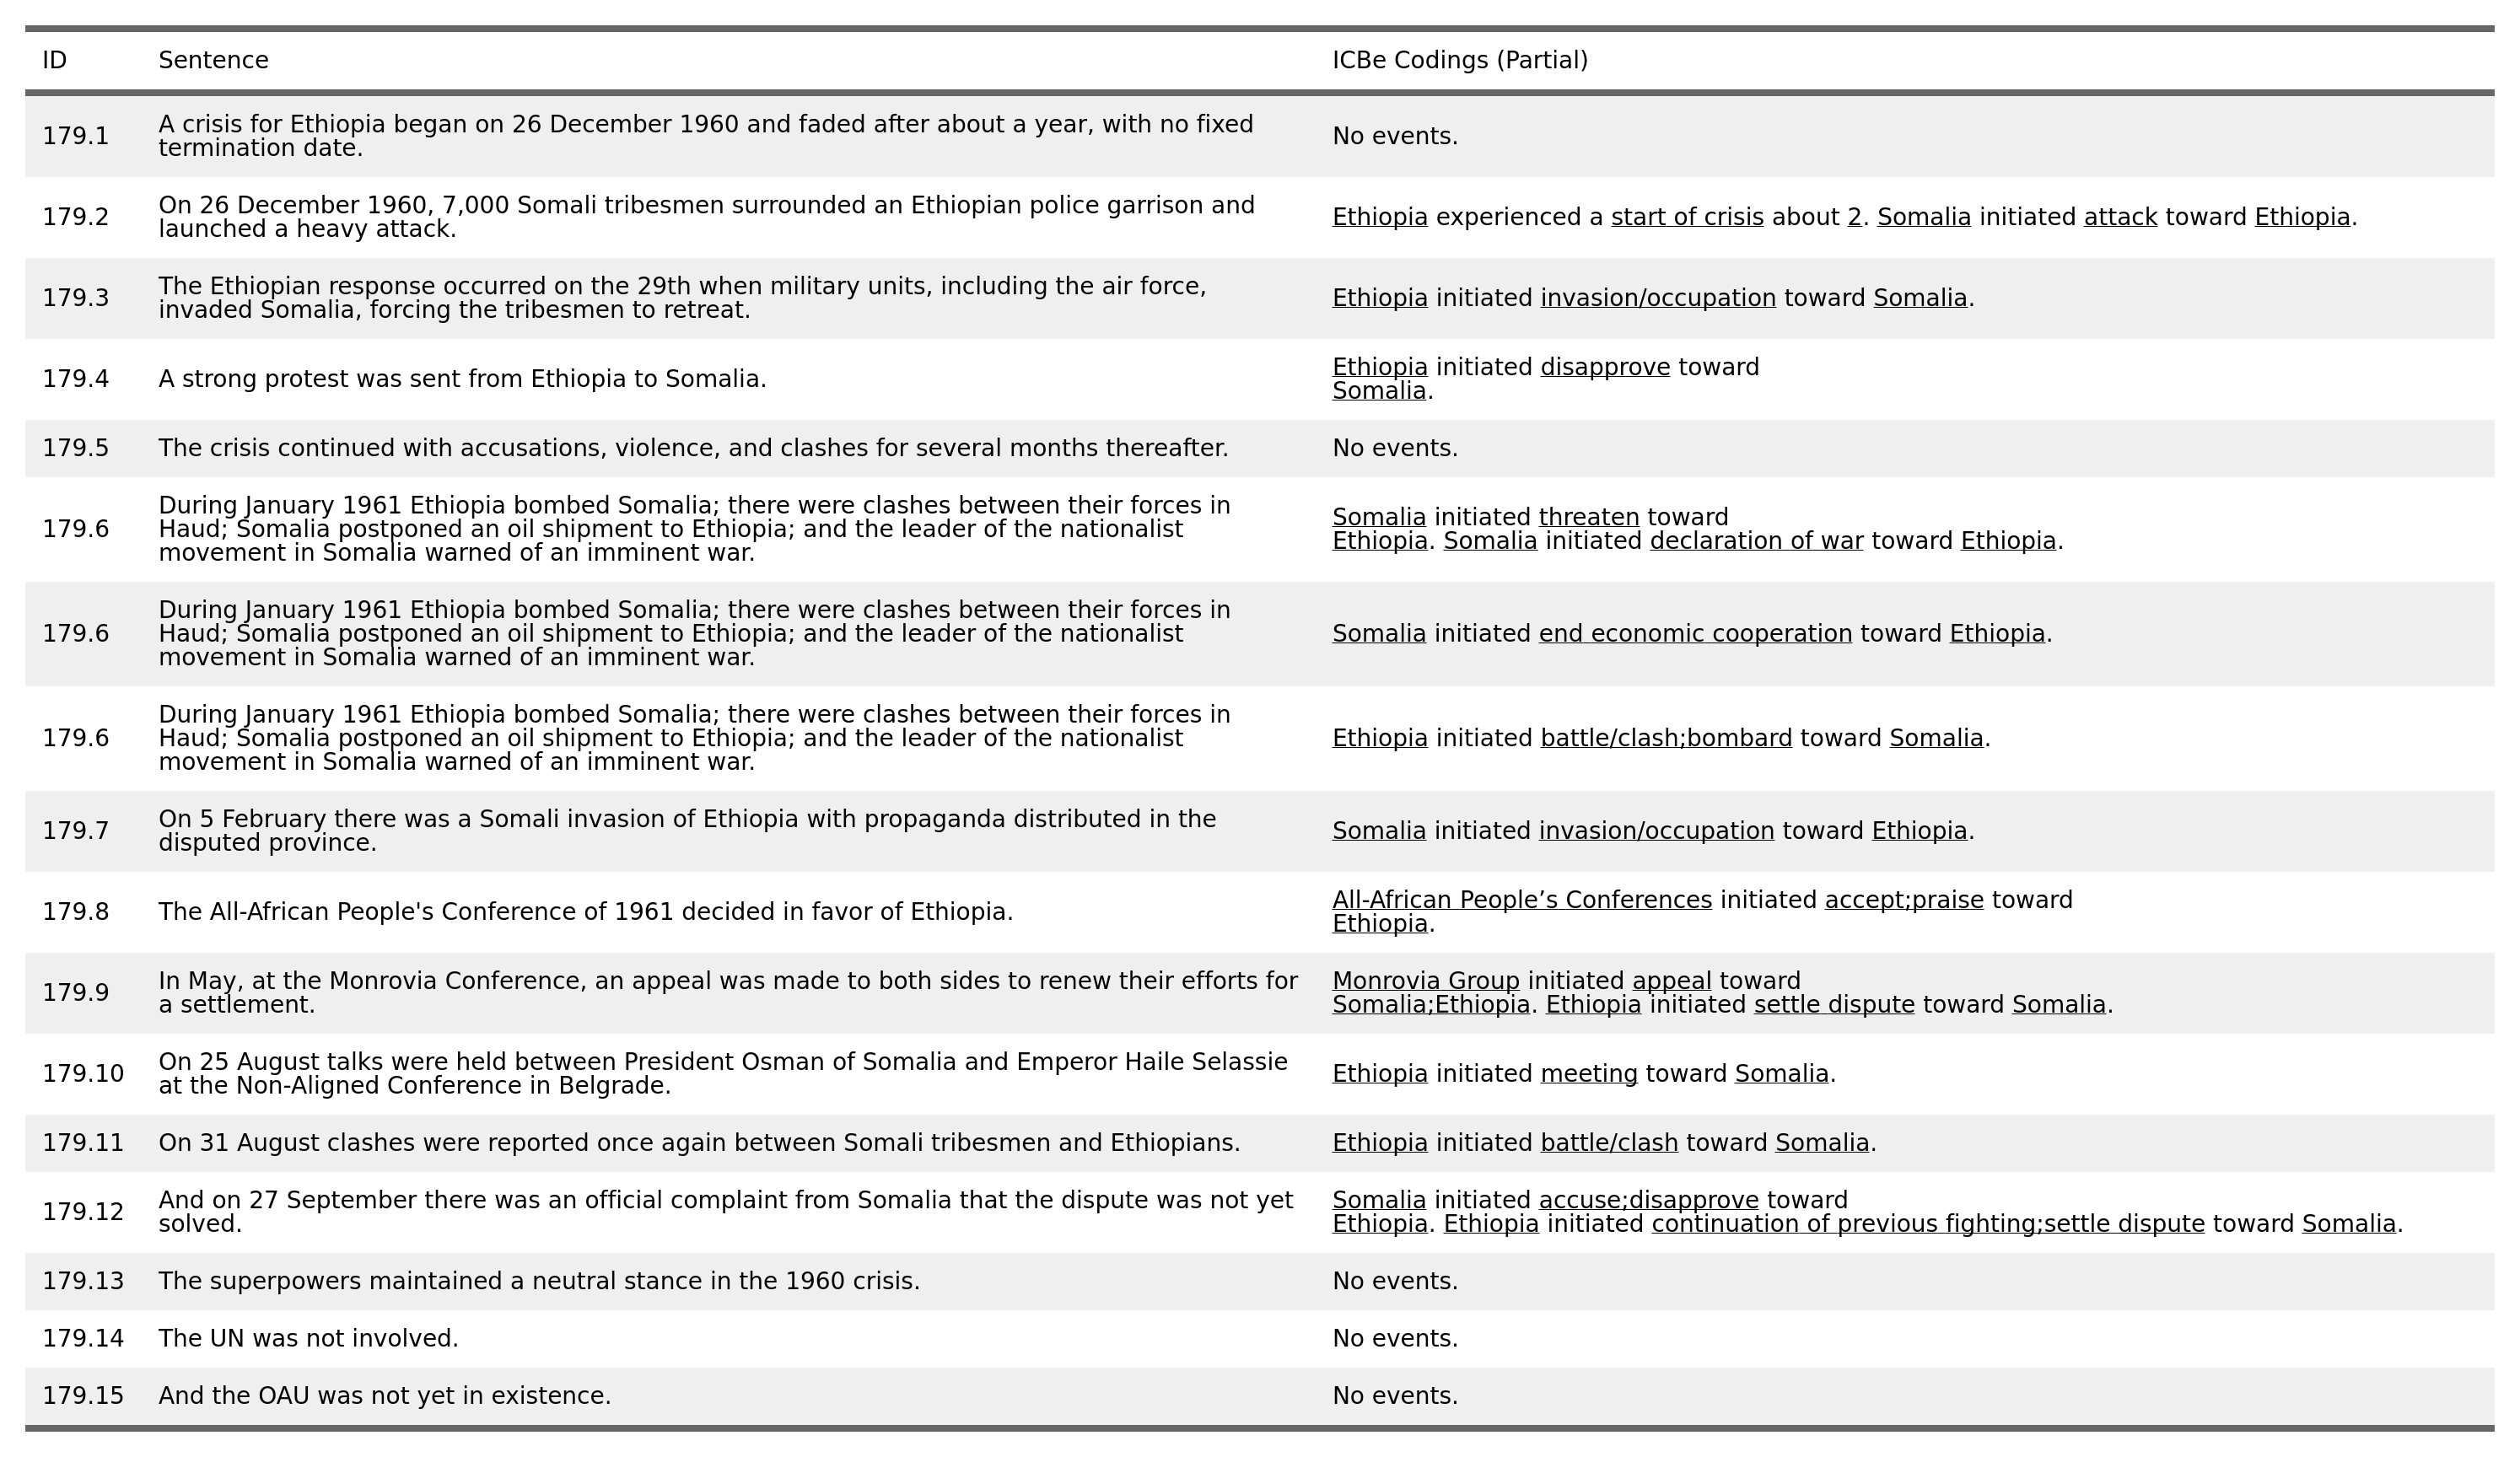 ID Sentence ICBe Codings (Partial)
179.1 A crisis for Ethiopia began on 26 December 1960 and faded after about a year, with no fixed
termination date.
No events.
179.2 On 26 December 1960, 7,000 Somali tribesmen surrounded an Ethiopian police garrison and
launched a heavy attack.
Ethiopia experienced a start of crisis about 2. Somalia initiated attack toward Ethiopia.
179.3 The Ethiopian response occurred on the 29th when military units, including the air force,
invaded Somalia, forcing the tribesmen to retreat.
Ethiopia initiated invasion/occupation toward Somalia.
179.4 A strong protest was sent from Ethiopia to Somalia.
Ethiopia initiated disapprove toward
Somalia.
179.5 The crisis continued with accusations, violence, and clashes for several months thereafter.
No events.
179.6 During January 1961 Ethiopia bombed Somalia; there were clashes between their forces in
Haud; Somalia postponed an oil shipment to Ethiopia; and the leader of the nationalist
movement in Somalia warned of an imminent war.
Somalia initiated threaten toward
Ethiopia. Somalia initiated declaration of war toward Ethiopia.
179.6 During January 1961 Ethiopia bombed Somalia; there were clashes between their forces in
Haud; Somalia postponed an oil shipment to Ethiopia; and the leader of the nationalist
movement in Somalia warned of an imminent war.
Somalia initiated end economic cooperation toward Ethiopia.
179.6 During January 1961 Ethiopia bombed Somalia; there were clashes between their forces in
Haud; Somalia postponed an oil shipment to Ethiopia; and the leader of the nationalist
movement in Somalia warned of an imminent war.
Ethiopia initiated battle/clash;bombard toward Somalia.
179.7 On 5 February there was a Somali invasion of Ethiopia with propaganda distributed in the
disputed province.
Somalia initiated invasion/occupation toward Ethiopia.
179.8 The All-African People's Conference of 1961 decided in favor of Ethiopia.
All-African People’s Conferences initiated accept;praise toward
Ethiopia.
179.9 In May, at the Monrovia Conference, an appeal was made to both sides to renew their efforts for
a settlement.
Monrovia Group initiated appeal toward
Somalia;Ethiopia. Ethiopia initiated settle dispute toward Somalia.
179.10 On 25 August talks were held between President Osman of Somalia and Emperor Haile Selassie
at the Non-Aligned Conference in Belgrade.
Ethiopia initiated meeting toward Somalia.
179.11 On 31 August clashes were reported once again between Somali tribesmen and Ethiopians.
Ethiopia initiated battle/clash toward Somalia.
179.12 And on 27 September there was an official complaint from Somalia that the dispute was not yet
solved.
Somalia initiated accuse;disapprove toward
Ethiopia. Ethiopia initiated continuation of previous fighting;settle dispute toward Somalia.
179.13 The superpowers maintained a neutral stance in the 1960 crisis.
No events.
179.14 The UN was not involved.
No events.
179.15 And the OAU was not yet in existence.
No events.